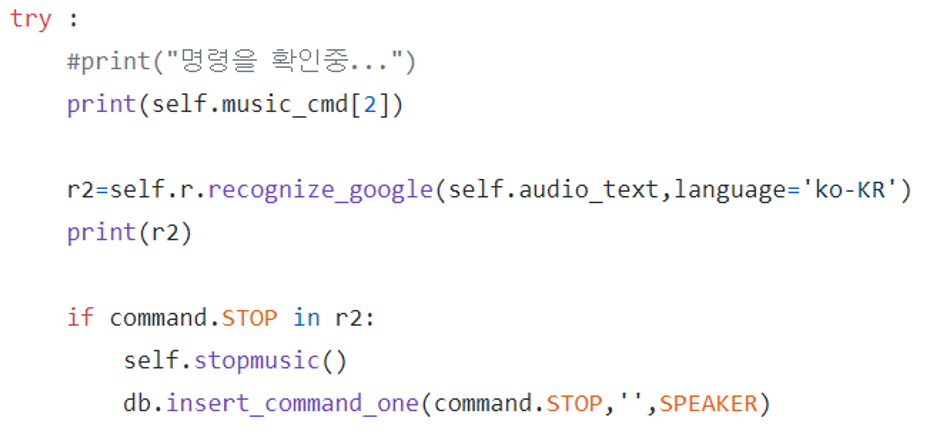 try :
    #print("명령을 확인중...")
    print(self.music_cmd[2])

    r2=self.r.recognize_google(self.audio_text,language='ko-KR')
    print(r2)

    if command.STOP in r2:
        self.stopmusic()
        db.insert_command_one(command.STOP,'',SPEAKER)